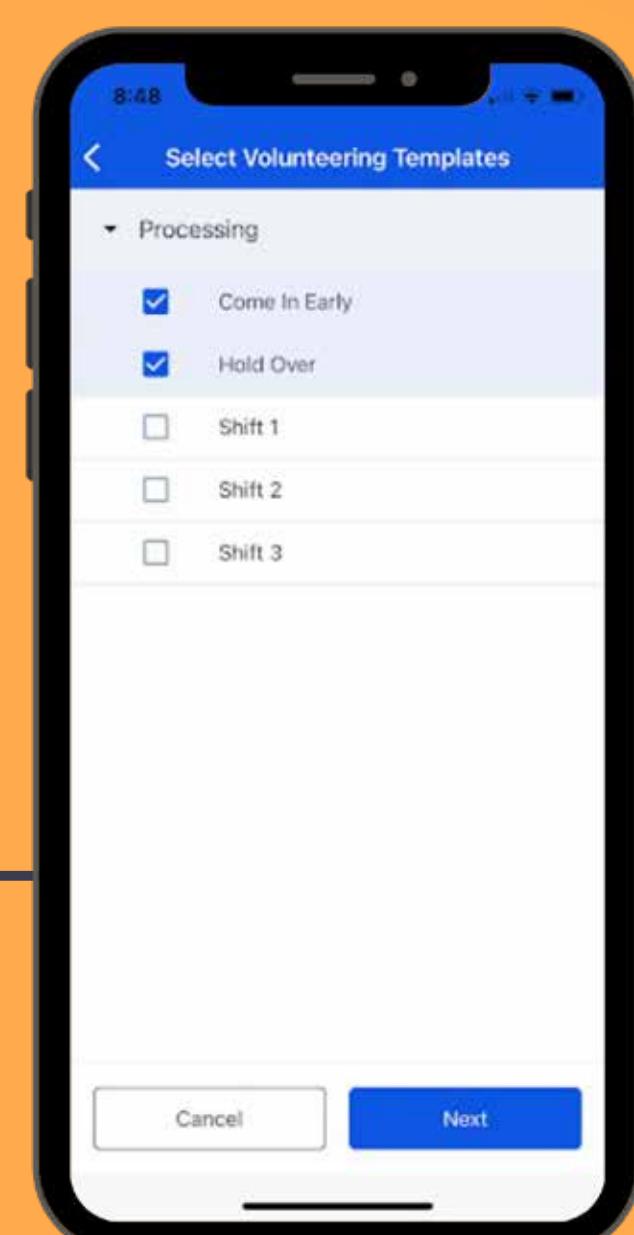 8:48
Select Volunteering Templates
Processing
Come In Early
Hold Over
Shift 1
Shift 2
Shift 3
Cancel Next